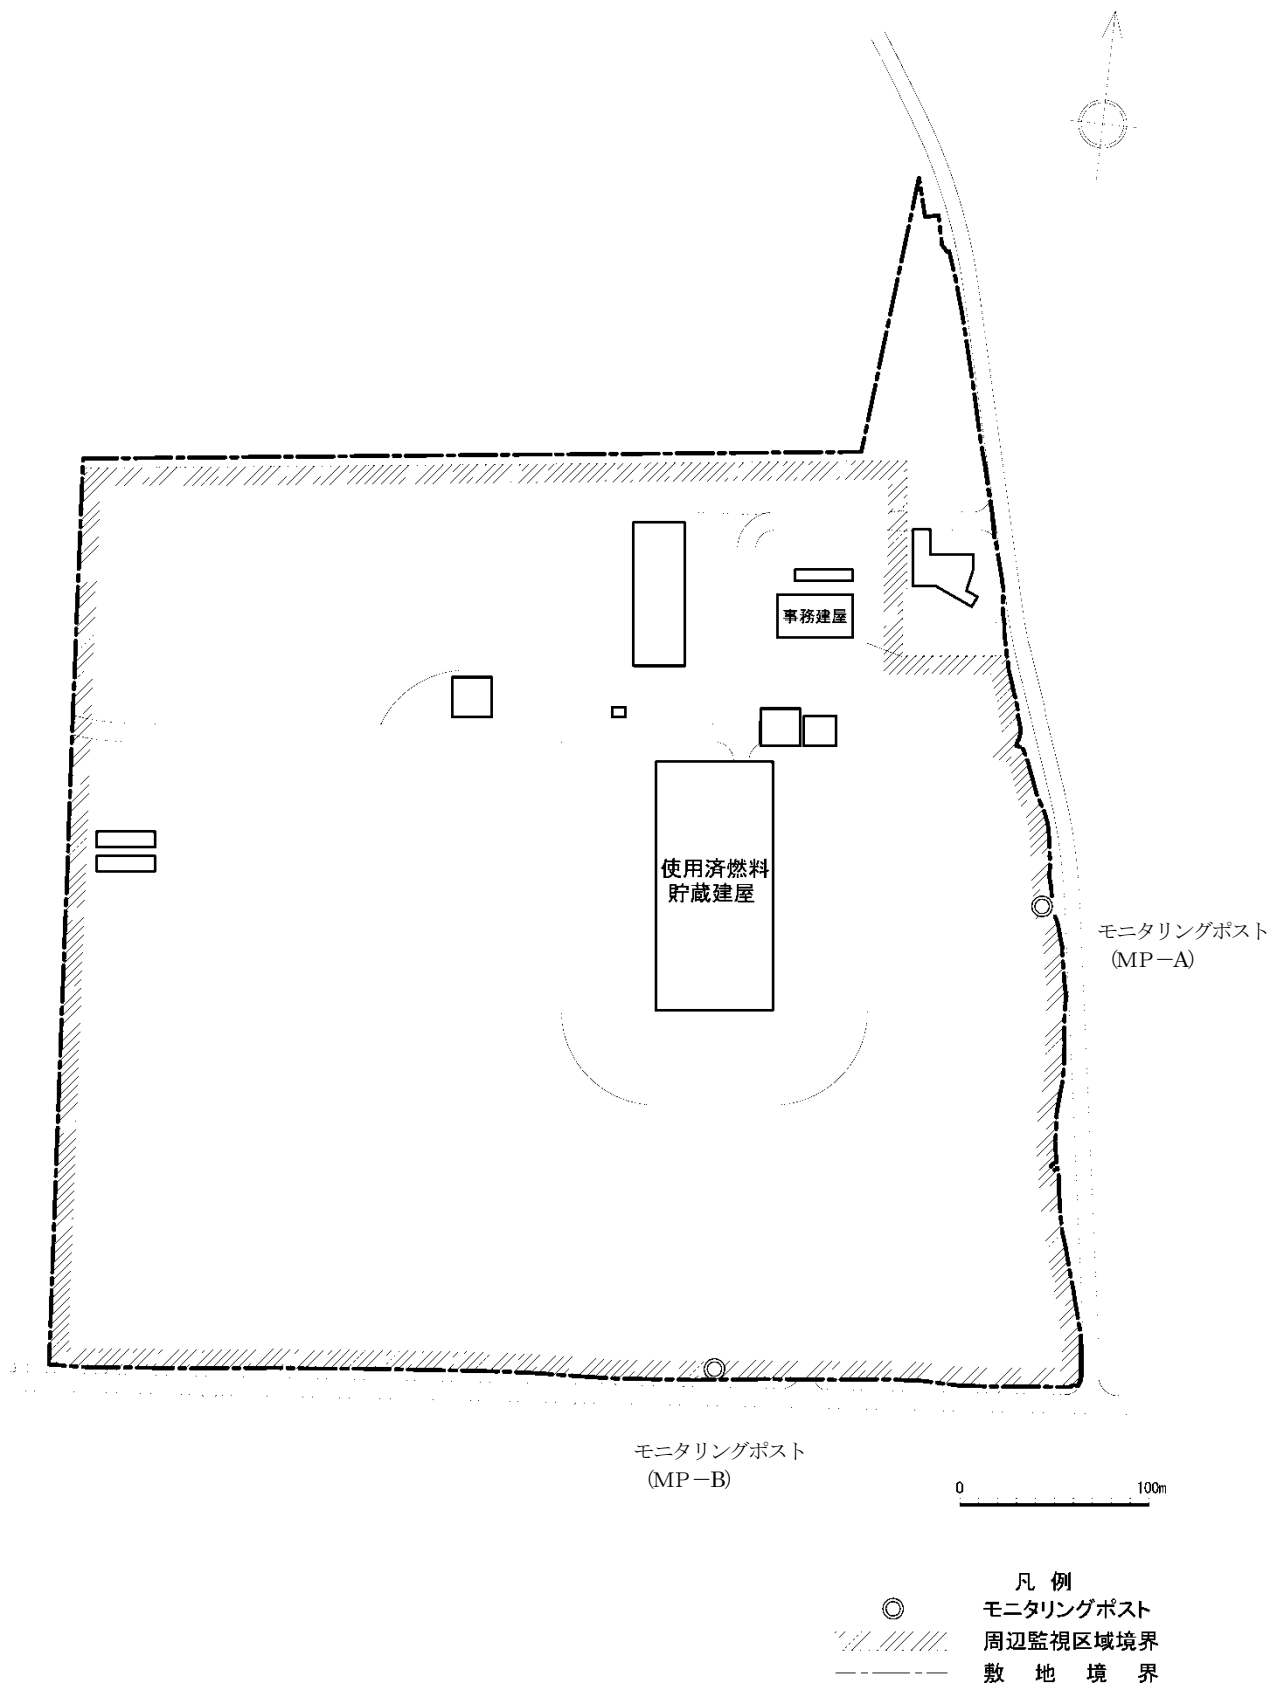 事務建屋
使用済燃料
貯蔵建屋
モニタリングポスト
(MP－A)
モニタリングポスト
(MP－B)
0 100m
凡 例
モニタリングポスト
周辺監視区域境界
敷 地 境 界